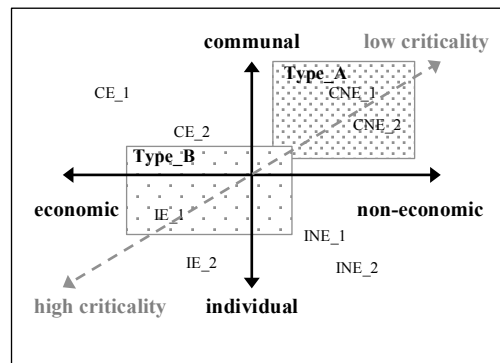 communal
low criticality
Type_A
CE_1
CNE_1
CNE_2
CE_2
Type_B
economic
non-economic
IE_1
INE_1
IE_2
INE_2
high criticality
individual